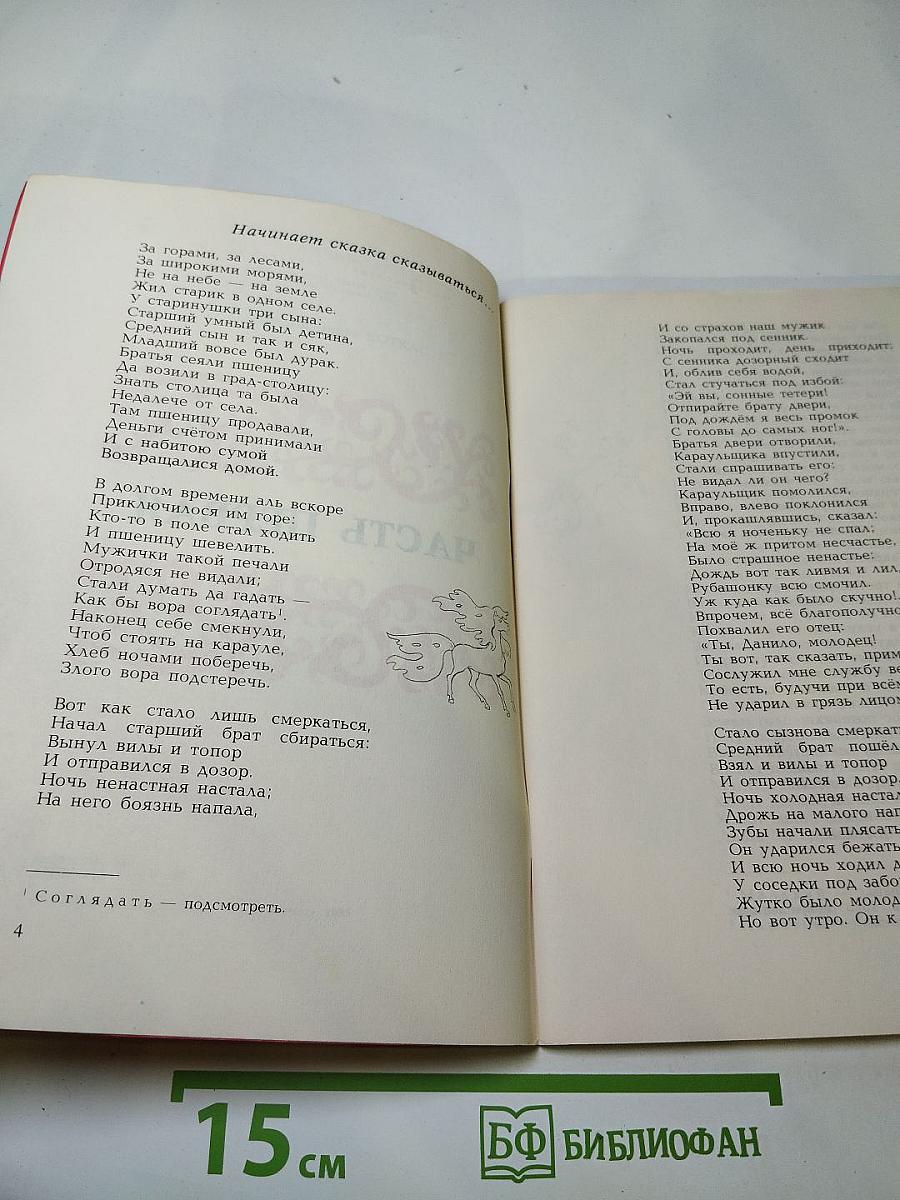 Начинает сказка сказываться...
За горами, за лесами,
За широкими морями,
Не на небе — на земле
Жил старик в одном селе.
У старинушки три сына:
Старший умный был детина,
Средний сын и так и сяк,
Младший вовсе был дурак.
Братья сеяли пшеницу
Да возили в град-столицу:
Знать столица та была
Недалече от села.
Там пшеницу продавали,
Деньги счётом принимали
И с набитою сумой
Возвращалися домой.
В долгом времени аль вскоре
Приключилося им горе:
Кто-то в поле стал ходить
И пшеницу шевелить.
Мужички такой печали
Отродяся не видали;
Стали думать да гадать —
Как бы вора соглядать¹.
Наконец себе смекнули,
Чтоб стоять на карауле,
Хлеб ночами поберечь,
Злого вора подстеречь.
Вот как стало лишь смеркаться,
Начал старший брат сбираться:
Вынул вилы и топор
И отправился в дозор.
Ночь ненастная настала;
На него боязнь напала,
¹ Соглядать — подсмотреть.
4
И со страхов наш мужик
Закопался под сенник.
Ночь проходит, день приходит:
С сенника дозорный сходит
И, облив себя водой,
Стал стучаться под избой:
«Эй вы, сонные тетери!
Отпирайте брату двери,
Под дождём я весь промок
С головы до самых ног!».
Братья двери отворили,
Караульщика впустили,
Стали спрашивать его:
Не видал ли он чего?
Караульщик помолился,
Вправо, влево поклонился
И, прокашлявшись, сказал:
«Всю я ноченьку не спал;
На моё ж притом несчастье,
Было страшное ненастье:
Дождь вот так ливмя и лил,
Рубашонку всю смочил.
Уж куда как было скучно!..
Впрочем, всё благополучно
Похвалил его отец:
«Ты, Данило, молодец!
Ты вот, так сказать, прим
Сослужил мне службу ве
То есть, будучи при всём
Не ударил в грязь лицом
Стало сызнова смеркать
Средний брат пошёл
Взял и вилы и топор
И отправился в дозор.
Ночь холодная настал
Дрожь на малого нап
Зубы начали плясать
Он ударился бежать
И всю ночь ходил д
У соседки под забо
Жутко было молод
Но вот утро. Он к
ЧАСТЬ
15 см
БФ БИБЛИОФАН